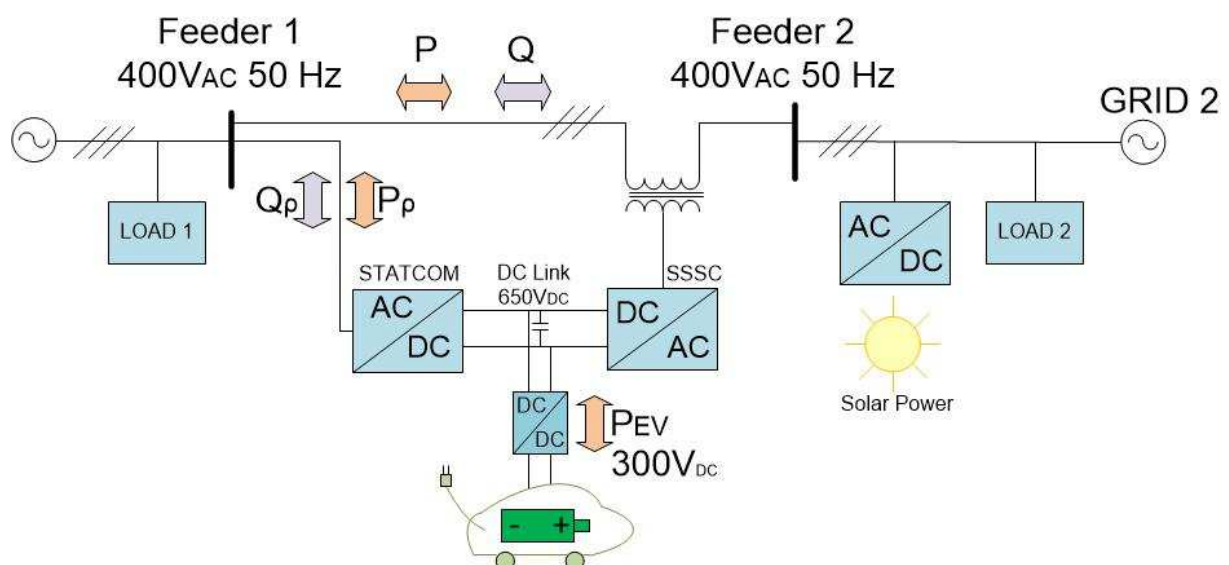 Feeder 1
400VAC 50 Hz
P
Q
Feeder 2
400VAC 50 Hz
GRID 2
LOAD 1
Qρ
Pρ
AC
DC
LOAD 2
STATCOM
DC Link
650VDC
SSSC
AC
DC
DC
AC
Solar Power
DC
DC
PEV
300VDC
- +